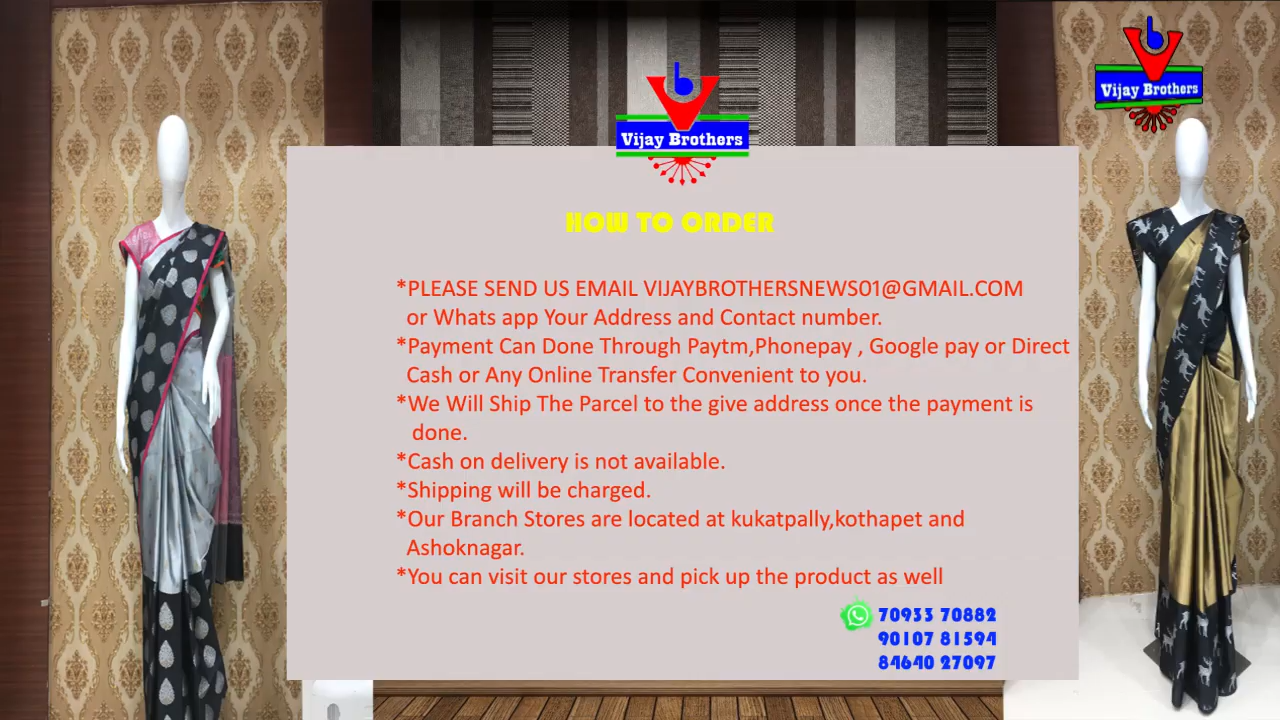 Vijay Brothers
Vijay Brothers
HOW TO ORDER
*PLEASE SEND US EMAIL VIJAYBROTHERSNEWS01@GMAIL.COM
or Whats app Your Address and Contact number.
*Payment Can Done Through Paytm,Phonepay , Google pay or Direct
Cash or Any Online Transfer Convenient to you.
*We Will Ship The Parcel to the give address once the payment is
done.
*Cash on delivery is not available.
*Shipping will be charged.
*Our Branch Stores are located at kukatpally,kothapet and
Ashoknagar.
*You can visit our stores and pick up the product as well
70933 70882
90107 81594
84640 27097